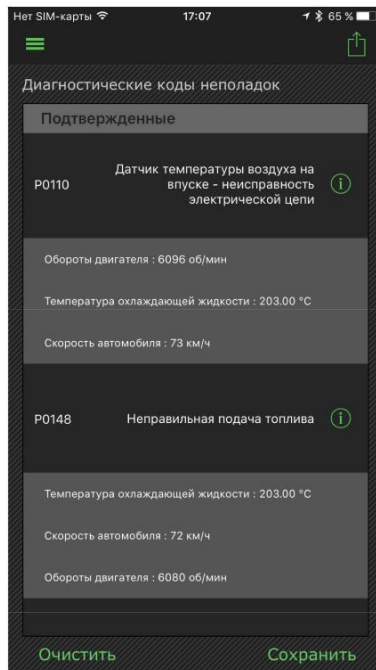 Нет SIM-карты 17:07 65 %
Диагностические коды неполадок
Подтвержденные
P0110 Датчик температуры воздуха на
впуске - неисправность
электрической цепи
Обороты двигателя : 6096 об/мин
Температура охлаждающей жидкости : 203.00 °C
Скорость автомобиля : 73 км/ч
P0148 Неправильная подача топлива
Температура охлаждающей жидкости : 203.00 °C
Скорость автомобиля : 72 км/ч
Обороты двигателя : 6080 об/мин
Очистить Сохранить